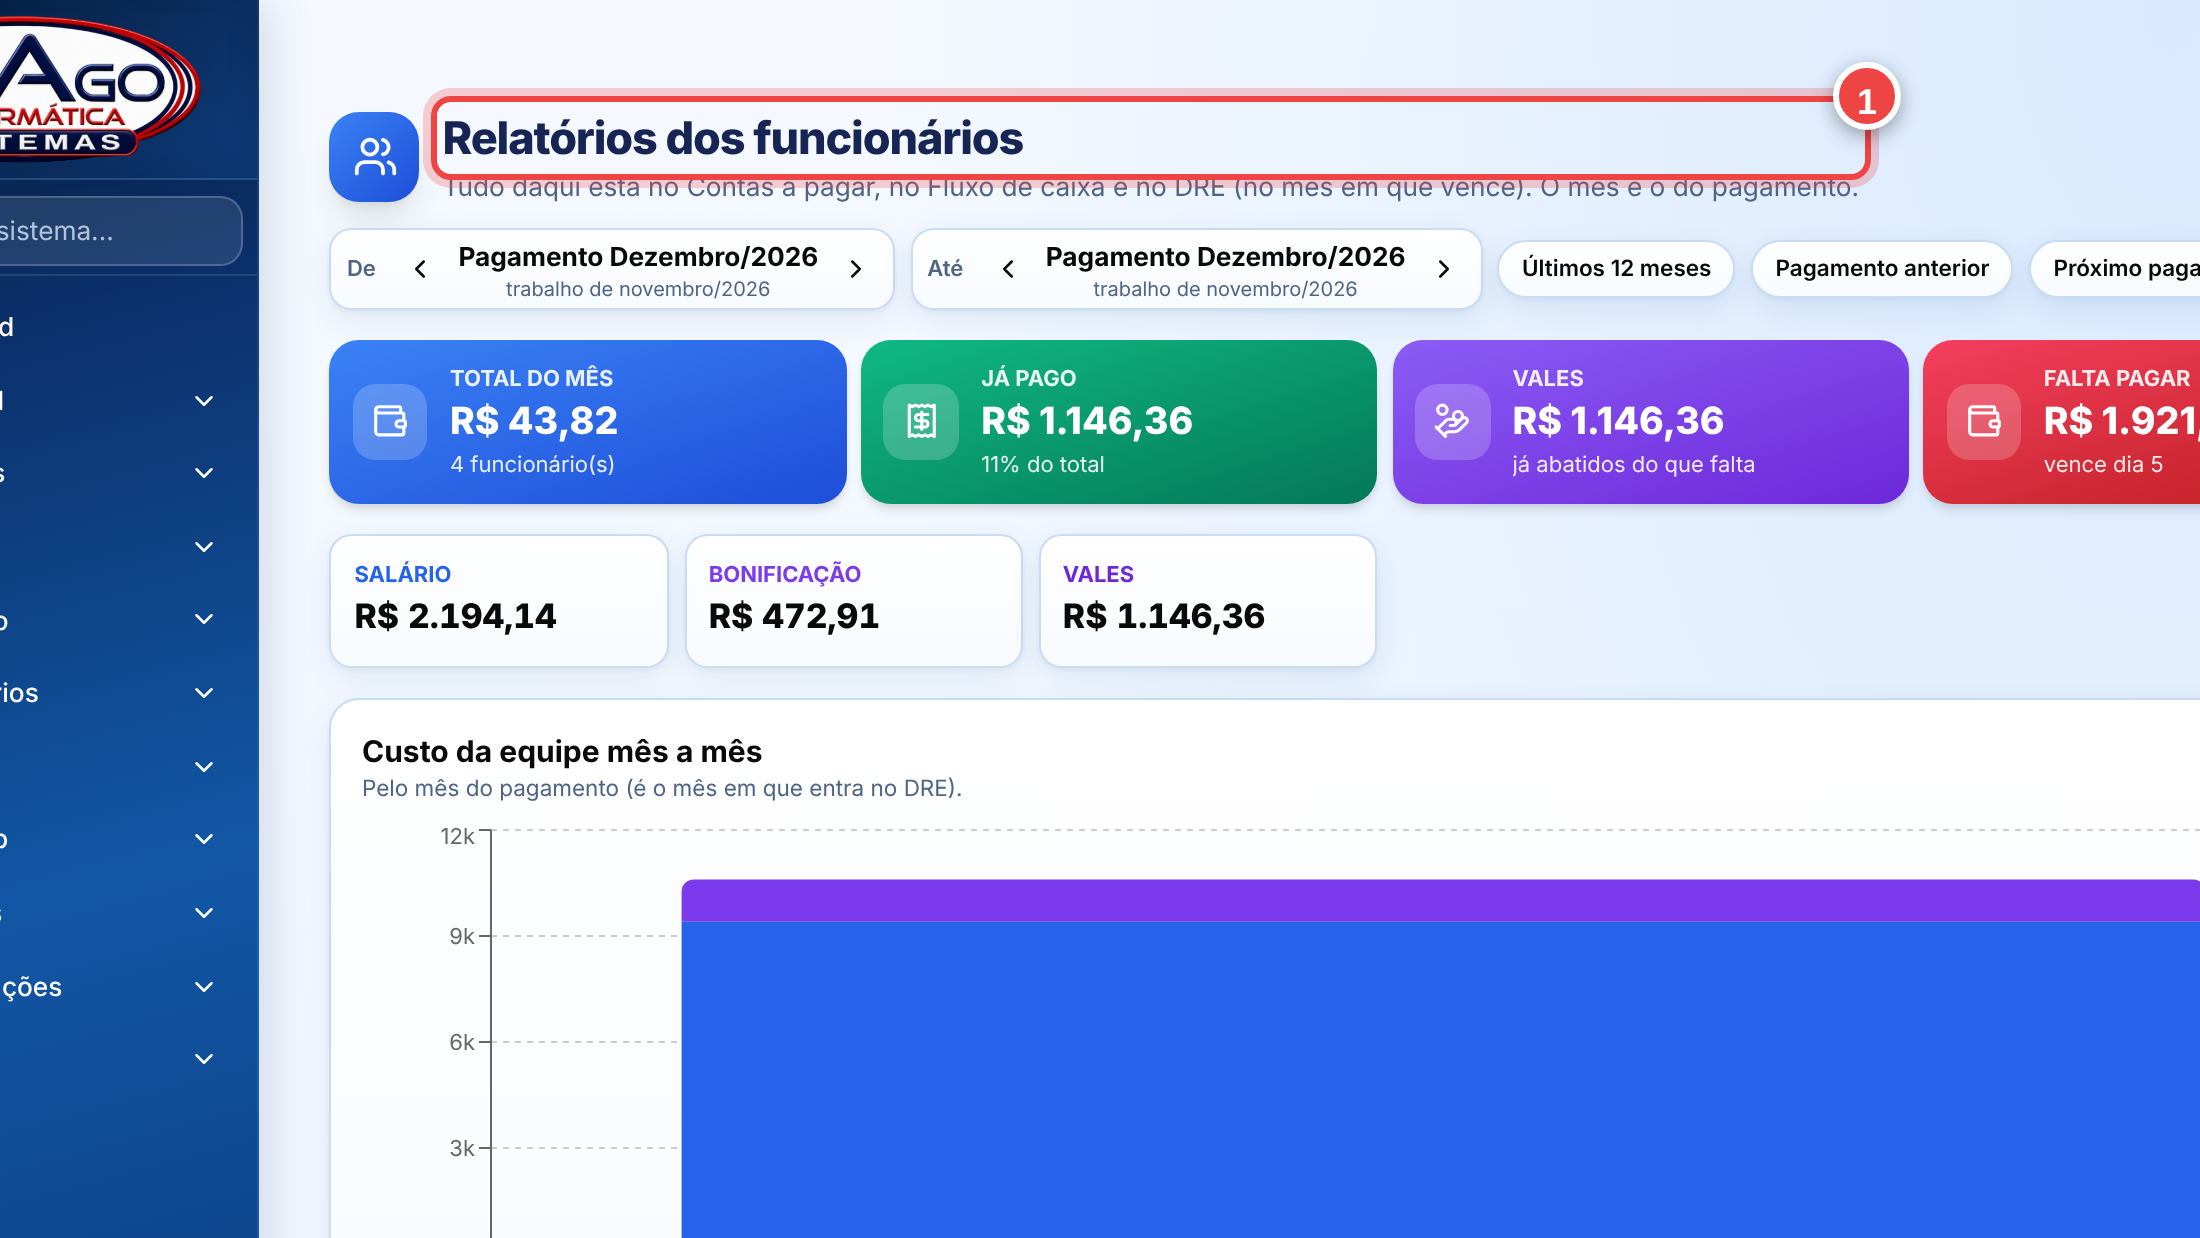 AGO
RMÁTICA
TEMAS
sistema...
d
s
rios
ções
1
Relatórios dos funcionários
Tudo daqui está no Contas a pagar, no Fluxo de caixa e no DRE (no mês em que vence). O mês é o do pagamento.
De
Pagamento Dezembro/2026
trabalho de novembro/2026
Até
Pagamento Dezembro/2026
trabalho de novembro/2026
Últimos 12 meses
Pagamento anterior
Próximo paga
TOTAL DO MÊS
R$ 43,82
4 funcionário(s)
JÁ PAGO
R$ 1.146,36
11% do total
VALES
R$ 1.146,36
já abatidos do que falta
FALTA PAGAR
R$ 1.921,
vence dia 5
SALÁRIO
R$ 2.194,14
BONIFICAÇÃO
R$ 472,91
VALES
R$ 1.146,36
Custo da equipe mês a mês
Pelo mês do pagamento (é o mês em que entra no DRE).
12k
9k
6k
3k